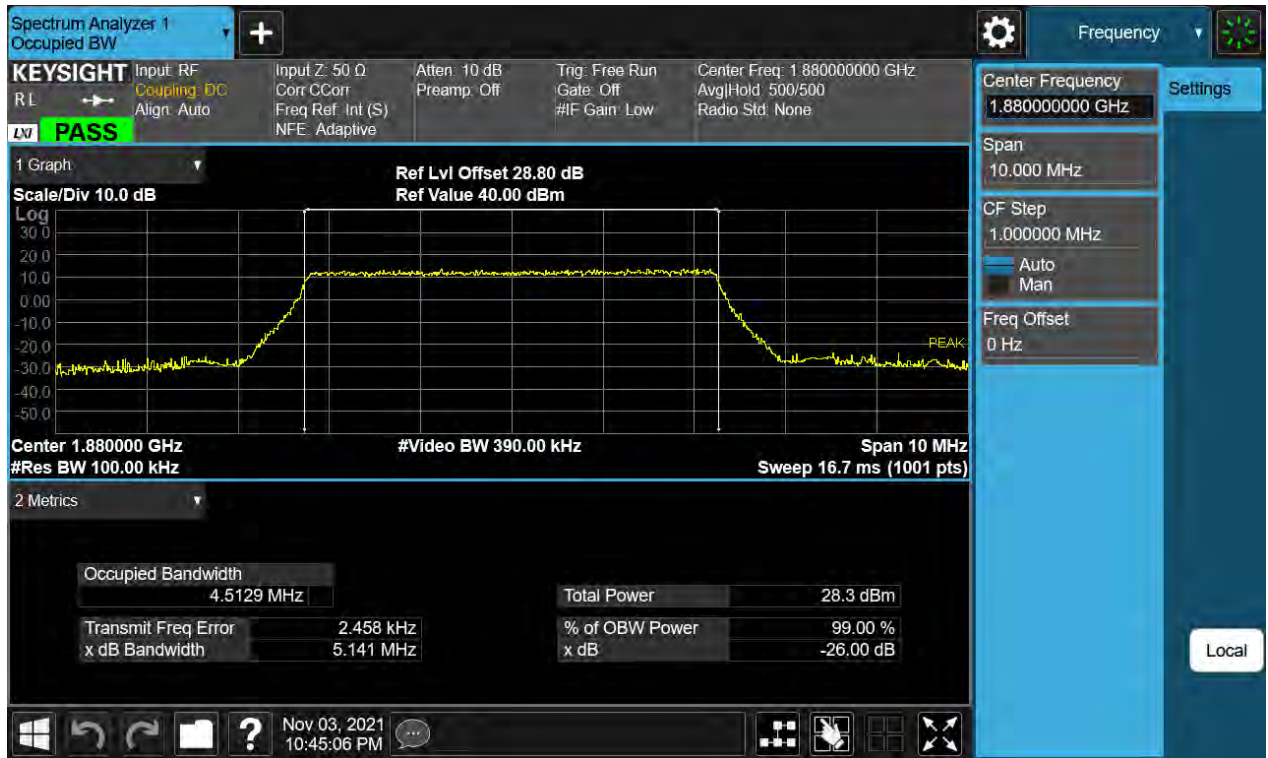 Spectrum Analyzer 1
Occupied BW
Frequency
KEYSIGHT
RL
LXI
PASS
Input: RF
Coupling: DC
Align: Auto
Input Z: 50 Ω
Corr CCorr
Freq Ref: Int (S)
NFE: Adaptive
Atten: 10 dB
Preamp: Off
Trig: Free Run
Gate: Off
#IF Gain: Low
Center Freq: 1.880000000 GHz
Avg|Hold: 500/500
Radio Std: None
Center Frequency
1.880000000 GHz
Settings
Span
10.000 MHz
CF Step
1.000000 MHz
Auto
Man
Freq Offset
0 Hz
Local
1 Graph
Scale/Div 10.0 dB
Ref Lvl Offset 28.80 dB
Ref Value 40.00 dBm
Log
30.0
20.0
10.0
0.00
-10.0
-20.0
-30.0
-40.0
-50.0
PEAK
Center 1.880000 GHz
#Video BW 390.00 kHz
Span 10 MHz
#Res BW 100.00 kHz
Sweep 16.7 ms (1001 pts)
2 Metrics
Occupied Bandwidth
4.5129 MHz
Total Power 28.3 dBm
Transmit Freq Error 2.458 kHz
% of OBW Power 99.00 %
x dB Bandwidth 5.141 MHz
x dB -26.00 dB
Nov 03, 2021
10:45:06 PM